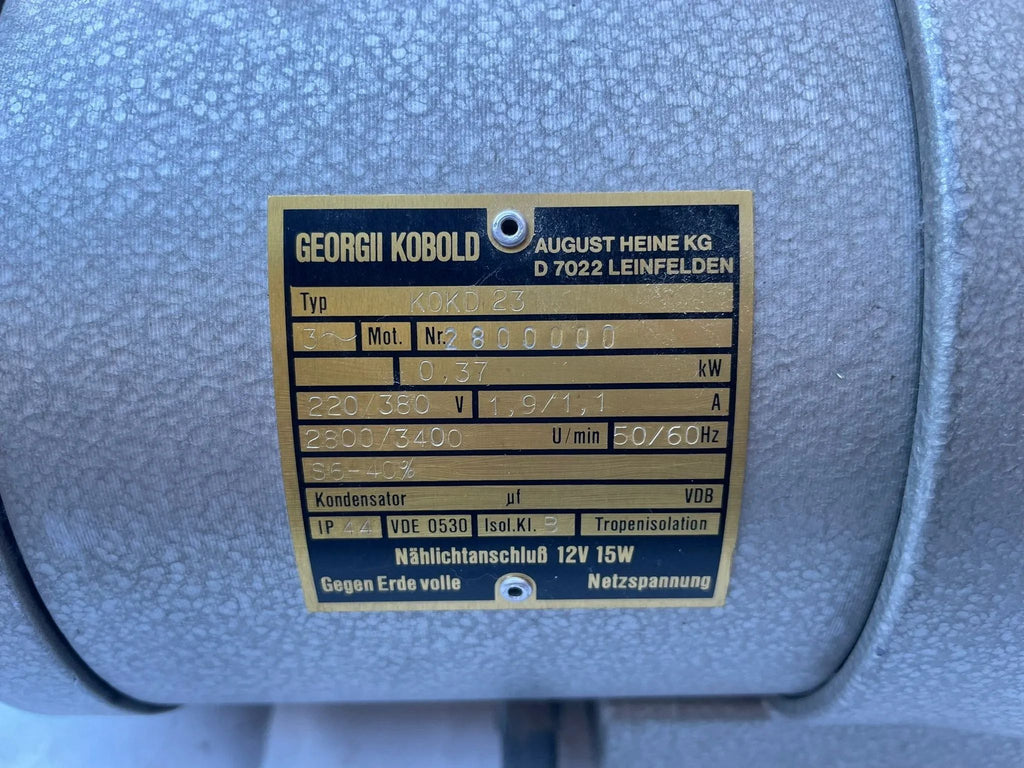 GEORGII KOBOLD
AUGUST HEINE KG
D 7022 LEINFELDEN
Typ KOKD 23
3~ Mot. Nr. 2800000
0,37 kW
220/380 V 1,9/1,1 A
2800/3400 U/min 50/60 Hz
S6-40%
Kondensator µf VDB
IP 44 VDE 0530 Isol.Kl. B Tropenisolation
Nählichtanschluß 12V 15W
Gegen Erde volle Netzspannung